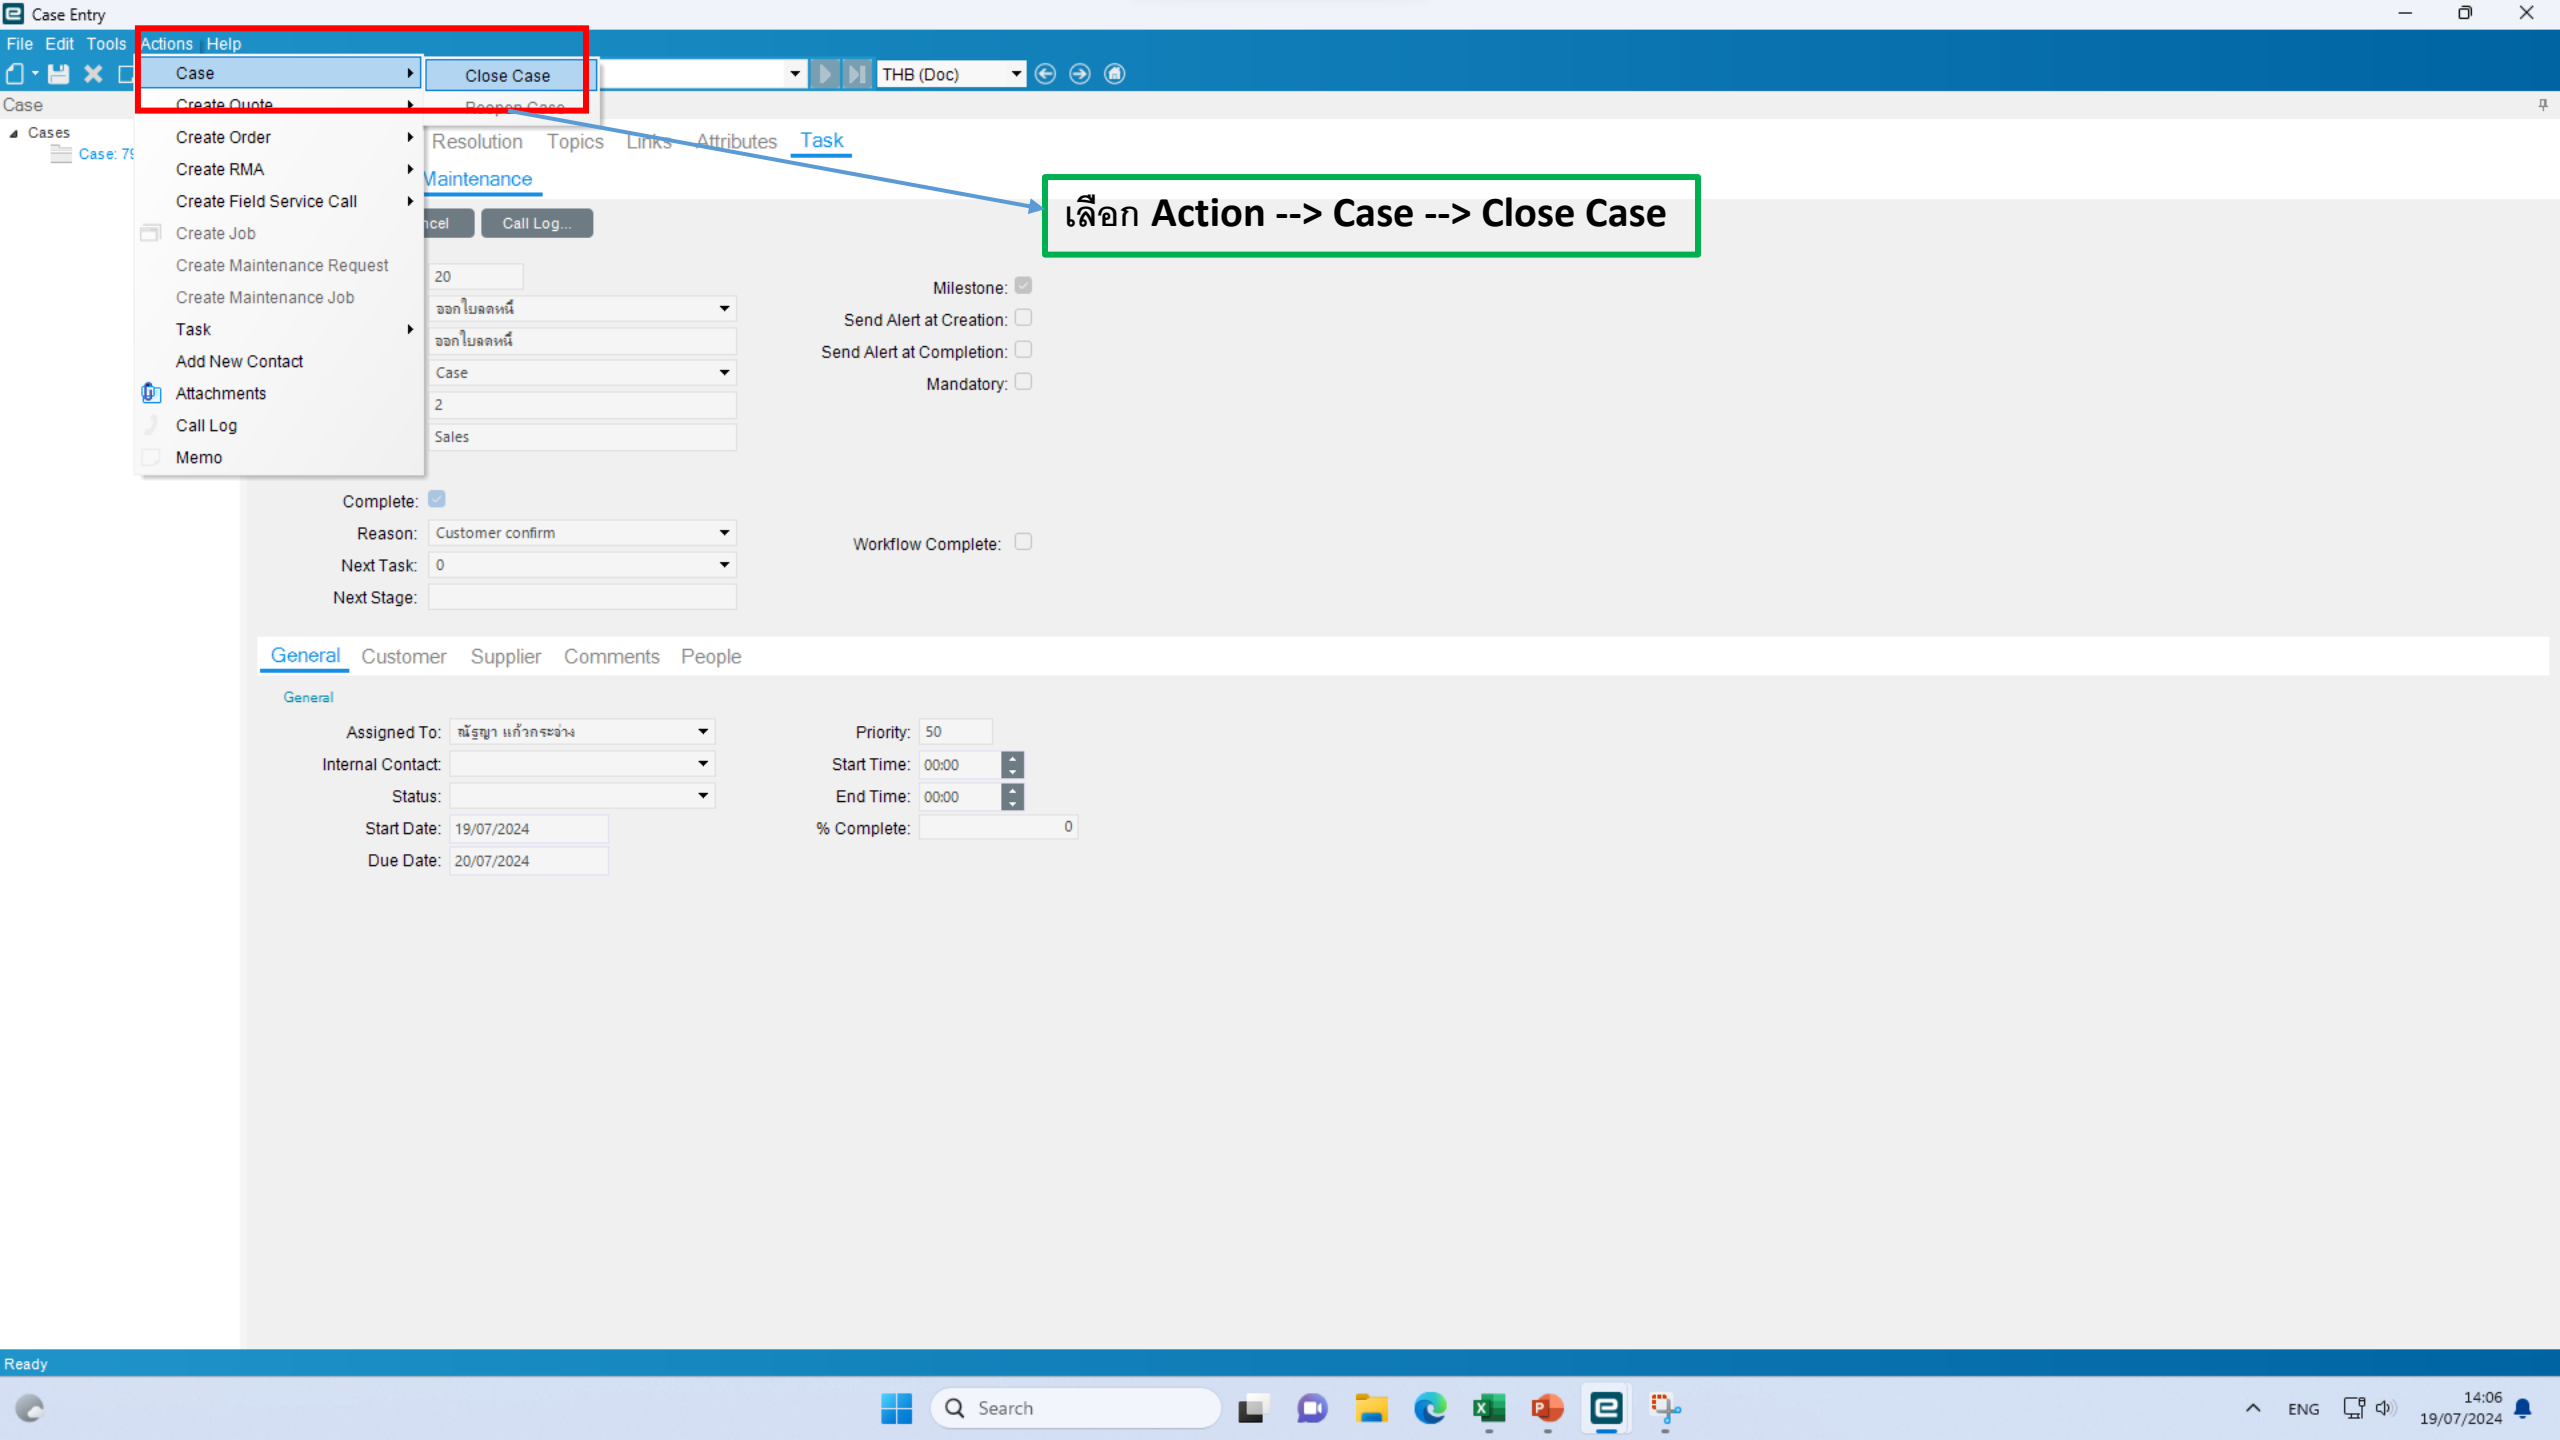 Case Entry
File Edit Tools Actions Help
Case
Close Case
THB (Doc)
Case
Create Quote
Reopen Case
Cases
Case: 79
Create Order
Create RMA
Create Field Service Call
Create Job
Create Maintenance Request
Create Maintenance Job
Task
Add New Contact
Attachments
Call Log
Memo
Resolution Topics Links Attributes Task
Maintenance
Call Log...
เลือก Action --> Case --> Close Case
20
Milestone:
ออกใบลดหนี้
Send Alert at Creation:
ออกใบลดหนี้
Send Alert at Completion:
Case
Mandatory:
2
Sales
Complete:
Reason: Customer confirm
Workflow Complete:
Next Task: 0
Next Stage:
General Customer Supplier Comments People
General
Assigned To: ณัฐญา แก้วกระจ่าง
Priority: 50
Internal Contact:
Start Time: 00:00
Status:
End Time: 00:00
Start Date: 19/07/2024
% Complete: 0
Due Date: 20/07/2024
Ready
Search
ENG
14:06
19/07/2024